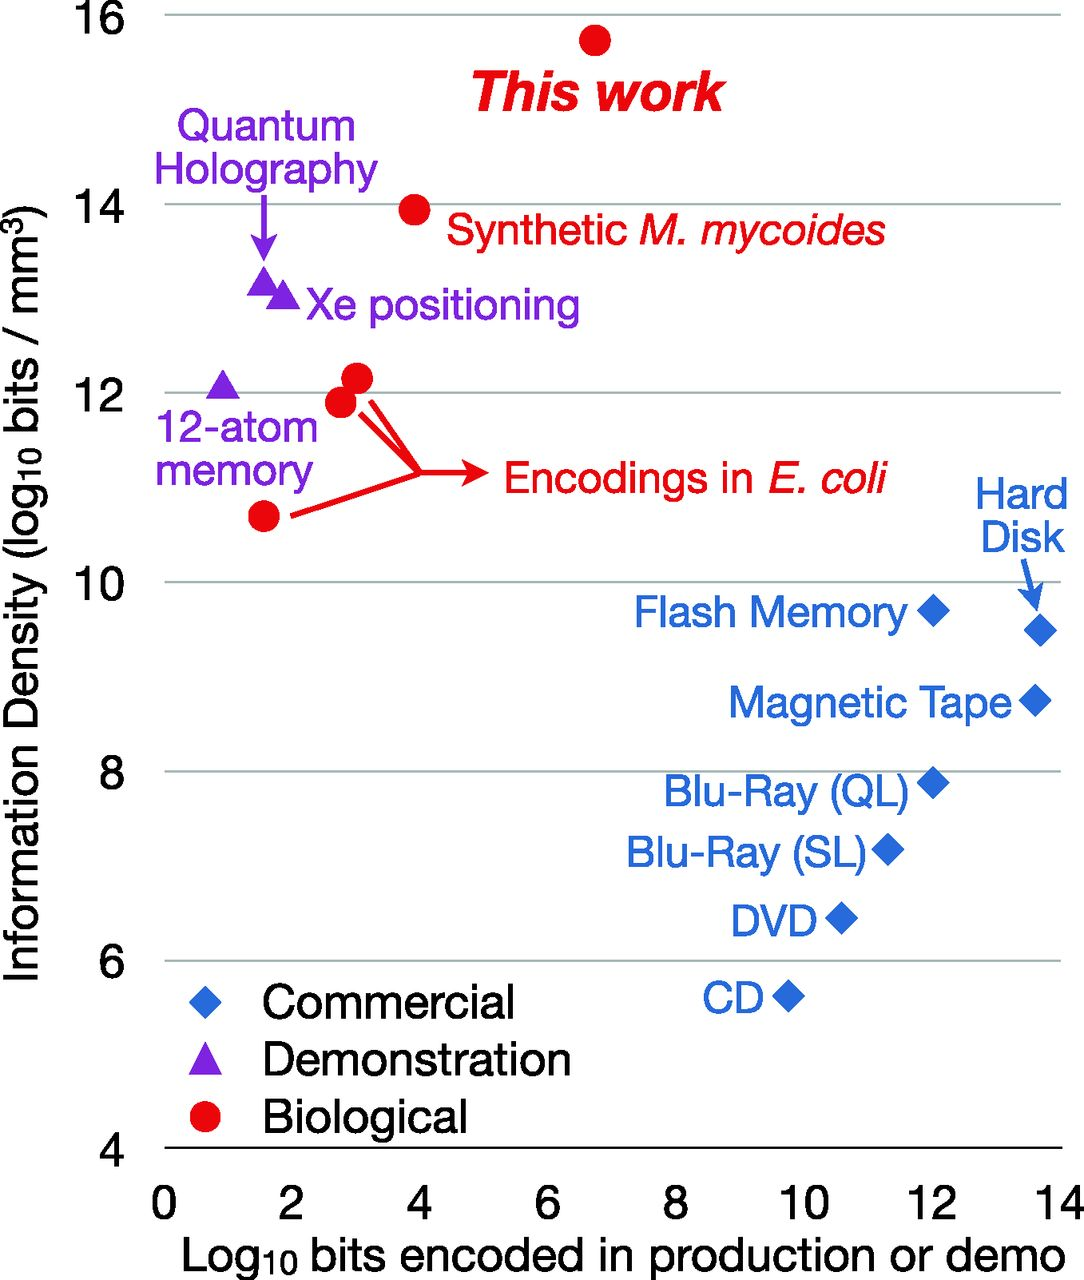 16
This work
Quantum
Holography
14
Synthetic M. mycoides
Xe positioning
12
12-atom
memory
Encodings in E. coli
Hard
Disk
10
Flash Memory
Magnetic Tape
8
Blu-Ray (QL)
Blu-Ray (SL)
DVD
6
CD
Commercial
Demonstration
Biological
4
0 2 4 6 8 10 12 14
Log₁₀ bits encoded in production or demo
Information Density (log₁₀ bits / mm³)